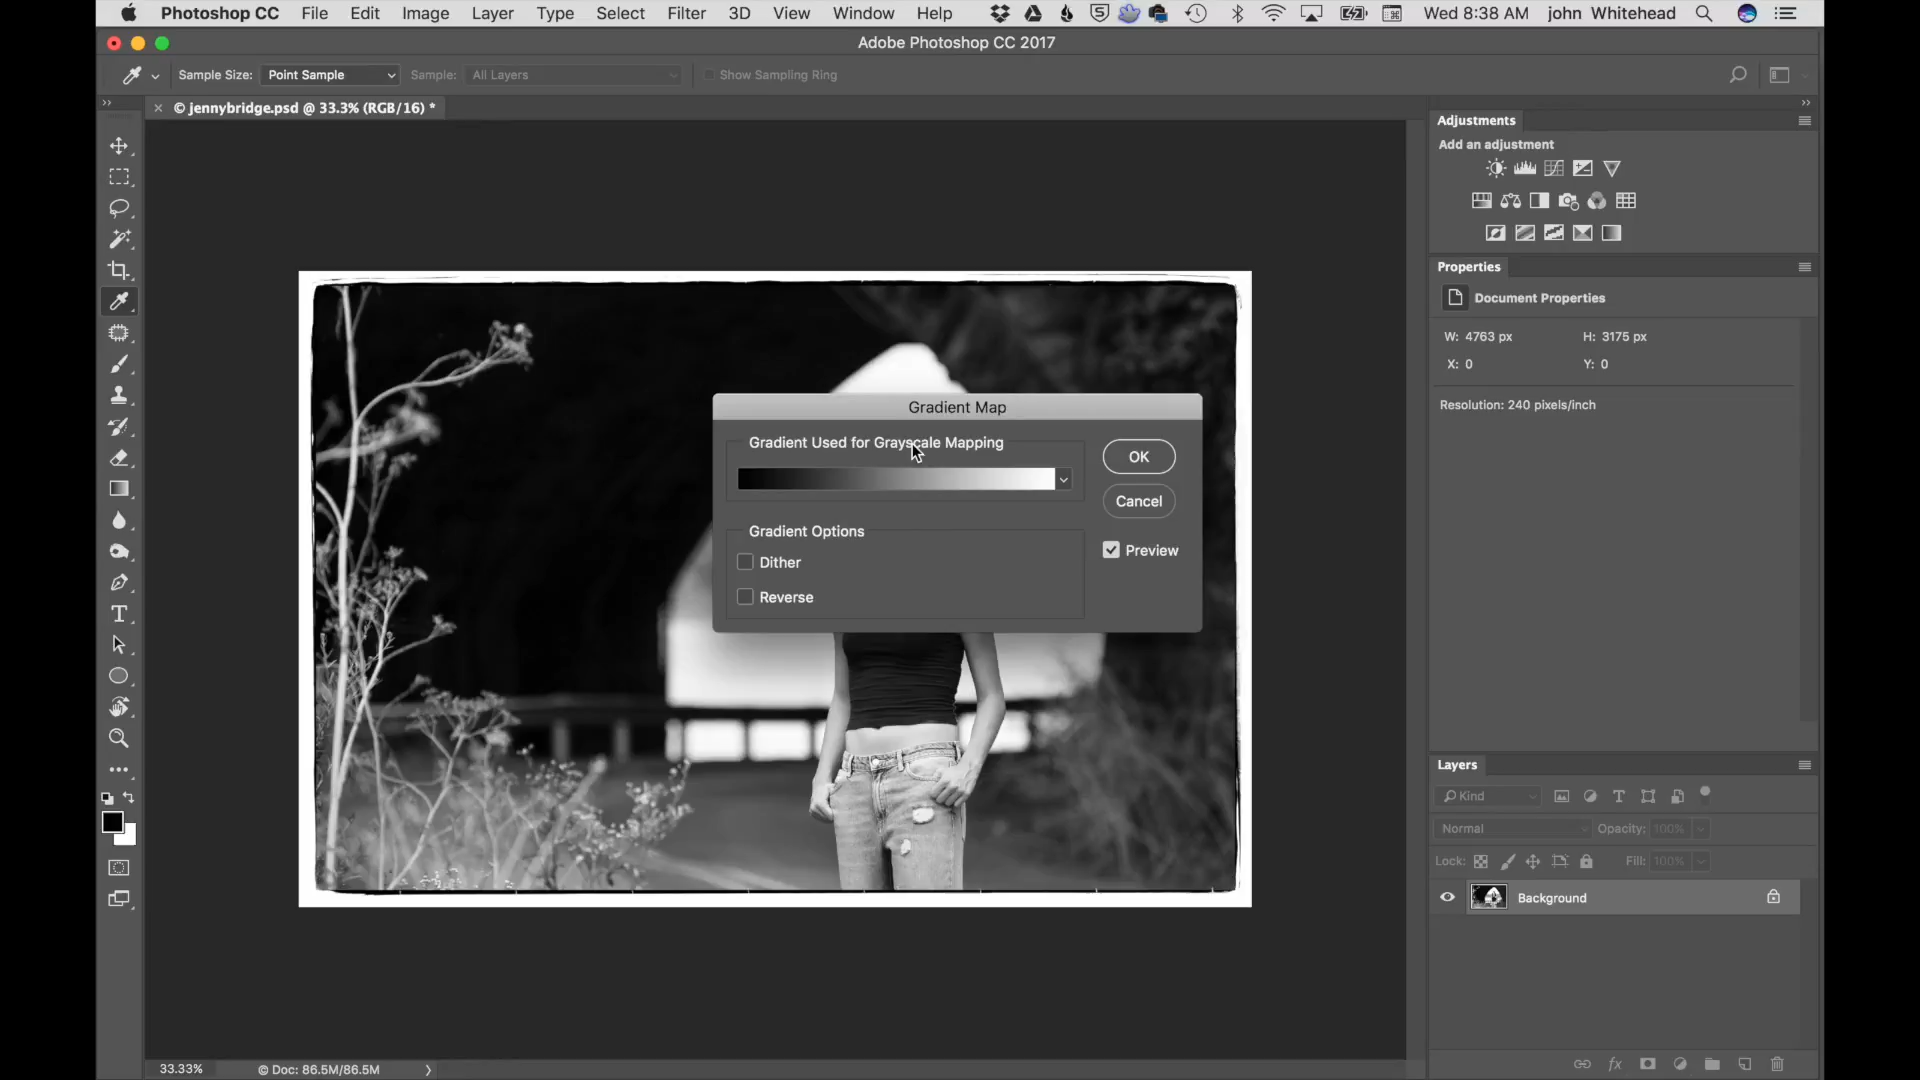 Photoshop CC File Edit Image Layer Type Select Filter 3D View Window Help Wed 8:38 AM john Whitehead
Adobe Photoshop CC 2017
Sample Size: Point Sample Sample: All Layers Show Sampling Ring
© jennybridge.psd @ 33.3% (RGB/16) *
Adjustments
Add an adjustment
Properties
Document Properties
W: 4763 px H: 3175 px
X: 0 Y: 0
Resolution: 240 pixels/inch
Gradient Map
Gradient Used for Grayscale Mapping
OK
Cancel
Gradient Options
Preview
Dither
Reverse
Layers
Kind
Normal Opacity: 100%
Lock: Fill: 100%
Background
33.33% © Doc: 86.5M/86.5M